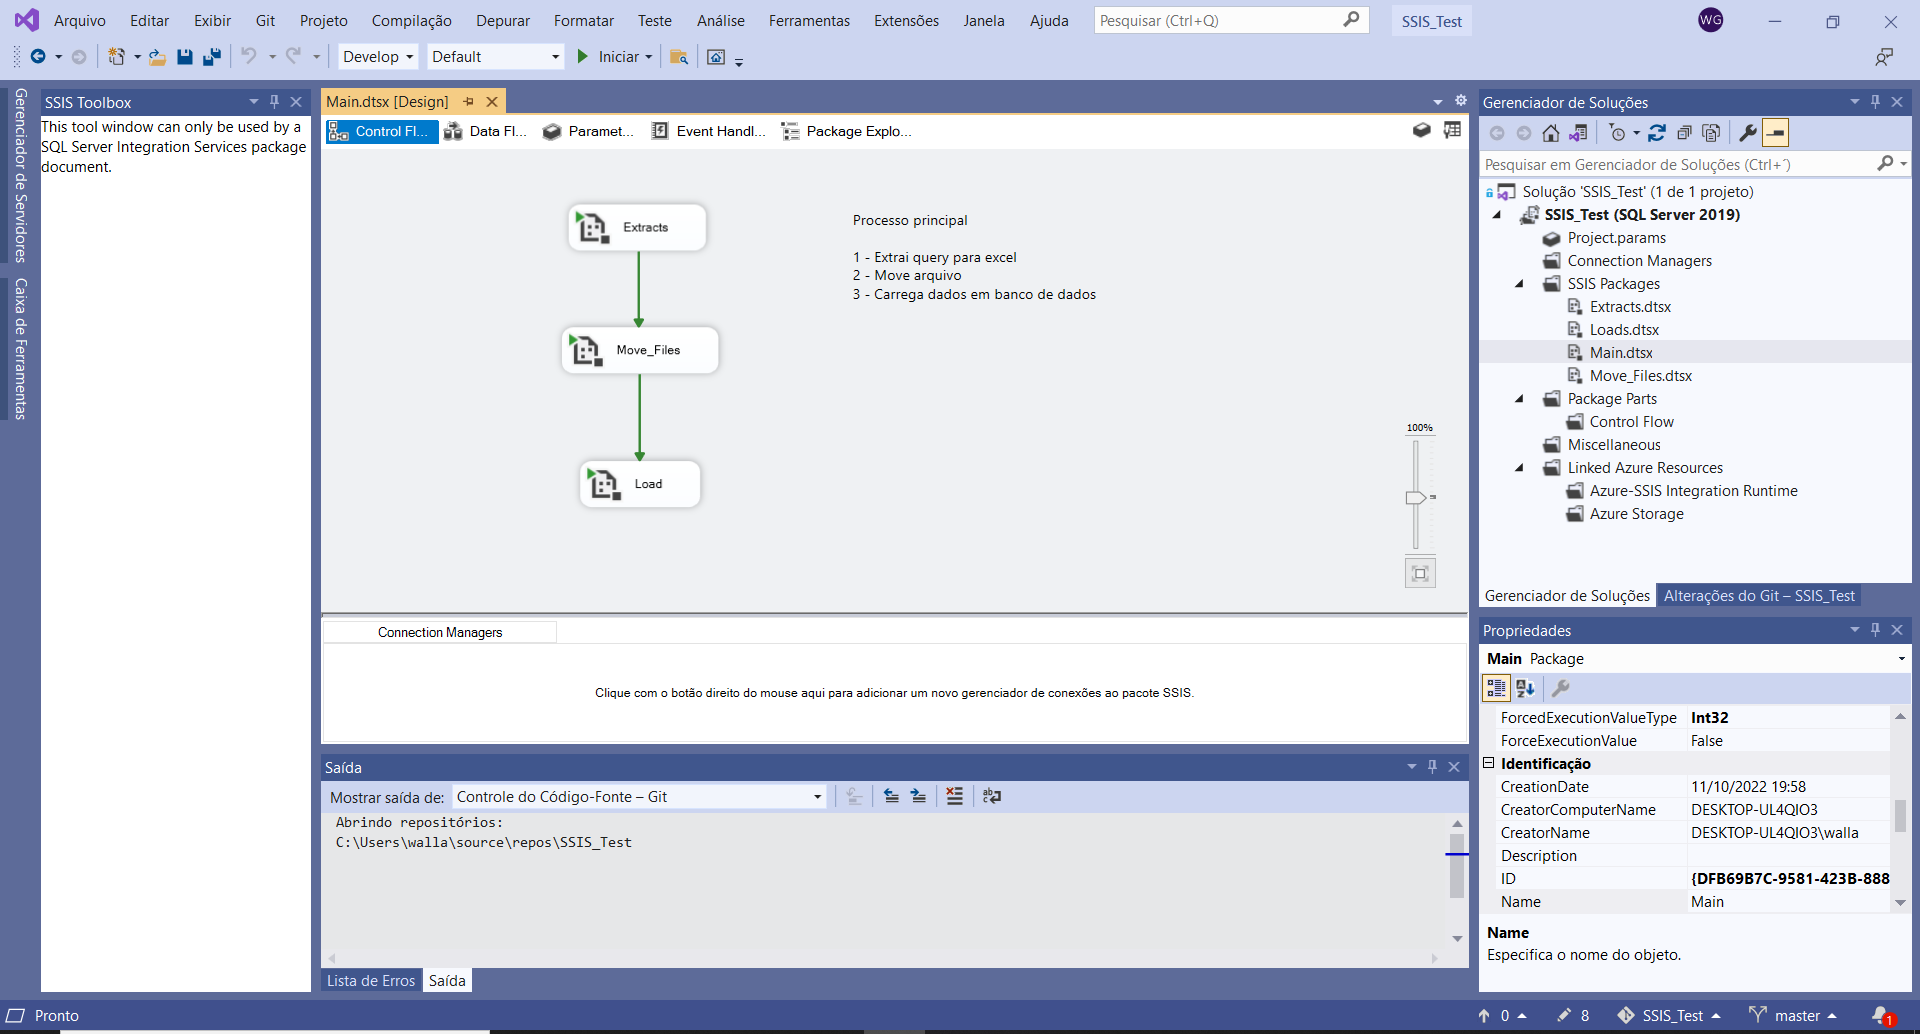 Arquivo Editar Exibir Git Projeto Compilação Depurar Formatar Teste Análise Ferramentas Extensões Janela Ajuda Pesquisar (Ctrl+Q) SSIS_Test WG
Develop Default Iniciar
Gerenciador de Servidores
Caixa de Ferramentas
SSIS Toolbox
This tool window can only be used by a
SQL Server Integration Services package
document.
Main.dtsx [Design]
Control Fl... Data Fl... Paramet... Event Handl... Package Explo...
Extracts
Move_Files
Load
Processo principal
1 - Extrai query para excel
2 - Move arquivo
3 - Carrega dados em banco de dados
100%
Connection Managers
Clique com o botão direito do mouse aqui para adicionar um novo gerenciador de conexões ao pacote SSIS.
Saída
Mostrar saída de: Controle do Código-Fonte – Git
Abrindo repositórios:
C:\Users\walla\source\repos\SSIS_Test
Lista de Erros Saída
Gerenciador de Soluções
Pesquisar em Gerenciador de Soluções (Ctrl+´)
Solução 'SSIS_Test' (1 de 1 projeto)
SSIS_Test (SQL Server 2019)
Project.params
Connection Managers
SSIS Packages
Extracts.dtsx
Loads.dtsx
Main.dtsx
Move_Files.dtsx
Package Parts
Control Flow
Miscellaneous
Linked Azure Resources
Azure-SSIS Integration Runtime
Azure Storage
Gerenciador de Soluções Alterações do Git – SSIS_Test
Propriedades
Main Package
ForcedExecutionValueType Int32
ForceExecutionValue False
Identificação
CreationDate 11/10/2022 19:58
CreatorComputerName DESKTOP-UL4QIO3
CreatorName DESKTOP-UL4QIO3\walla
Description
ID {DFB69B7C-9581-423B-888
Name Main
Name
Especifica o nome do objeto.
Pronto 0 8 SSIS_Test master 1